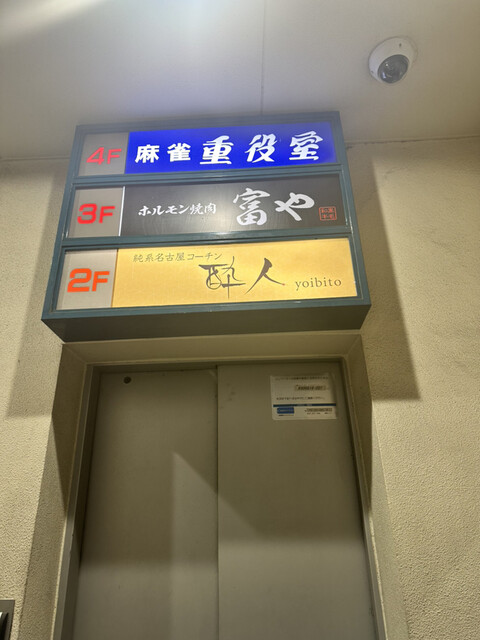 4F 麻雀 重役室
3F ホルモン焼肉 富や
2F 純系名古屋コーチン
酔人 yoibito